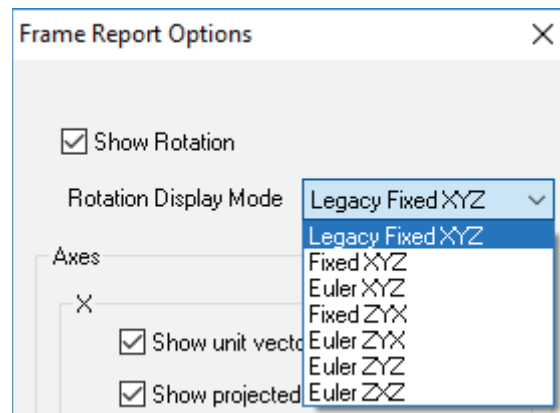 Frame Report Options
Show Rotation
Rotation Display Mode Legacy Fixed XYZ
Legacy Fixed XYZ
Fixed XYZ
Euler XYZ
Fixed ZYX
Euler ZYX
Euler ZYZ
Euler ZXZ
Axes
X
Show unit
Show projected